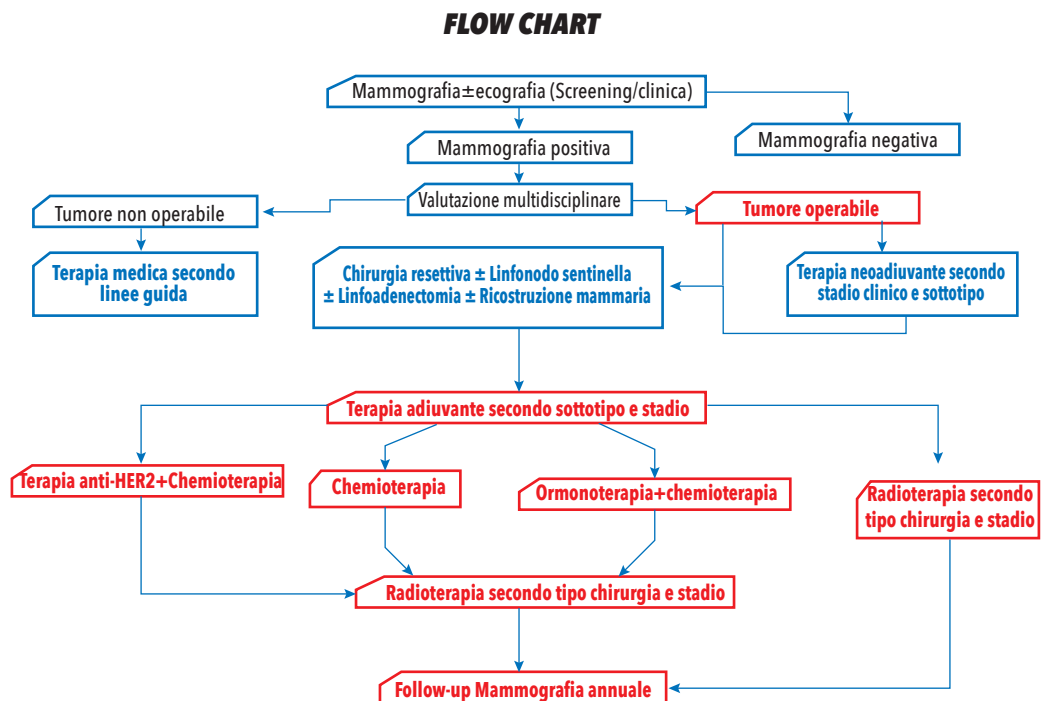 FLOW CHART
Mammografia±ecografia (Screening/clinica)
Mammografia negativa
Mammografia positiva
Valutazione multidisciplinare
Tumore non operabile
Tumore operabile
Terapia medica secondo
linee guida
Chirurgia resettiva ± Linfonodo sentinella
± Linfoadenectomia ± Ricostruzione mammaria
Terapia neoadiuvante secondo
stadio clinico e sottotipo
Terapia adiuvante secondo sottotipo e stadio
Terapia anti-HER2+Chemioterapia
Chemioterapia
Ormonoterapia+chemioterapia
Radioterapia secondo
tipo chirurgia e stadio
Radioterapia secondo tipo chirurgia e stadio
Follow-up Mammografia annuale